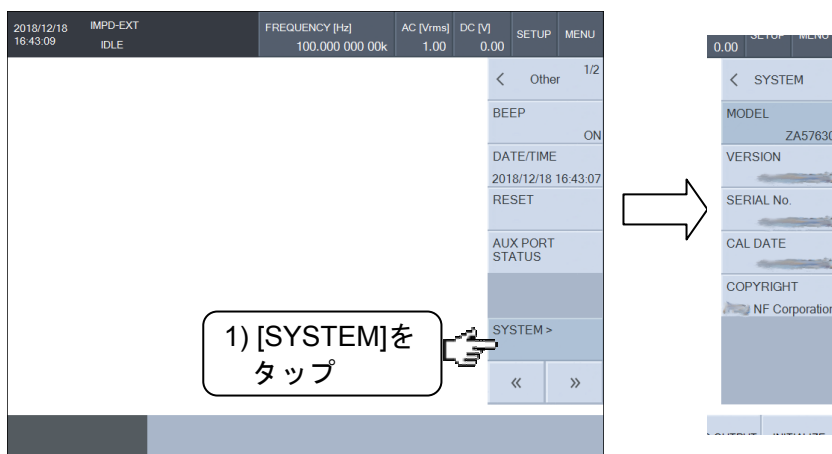 2018/12/18
16:43:09
IMPD-EXT
IDLE
FREQUENCY [Hz]
100.000 000 00k
AC [Vrms]
1.00
DC [V]
0.00
SETUP
MENU
< Other 1/2
BEEP
ON
DATE/TIME
2018/12/18 16:43:07
RESET
AUX PORT
STATUS
SYSTEM >
« »
1) [SYSTEM]を
タップ
0.00
SETUP MENU
< SYSTEM
MODEL
ZA57630
VERSION
SERIAL No.
CAL DATE
COPYRIGHT
NF Corporation